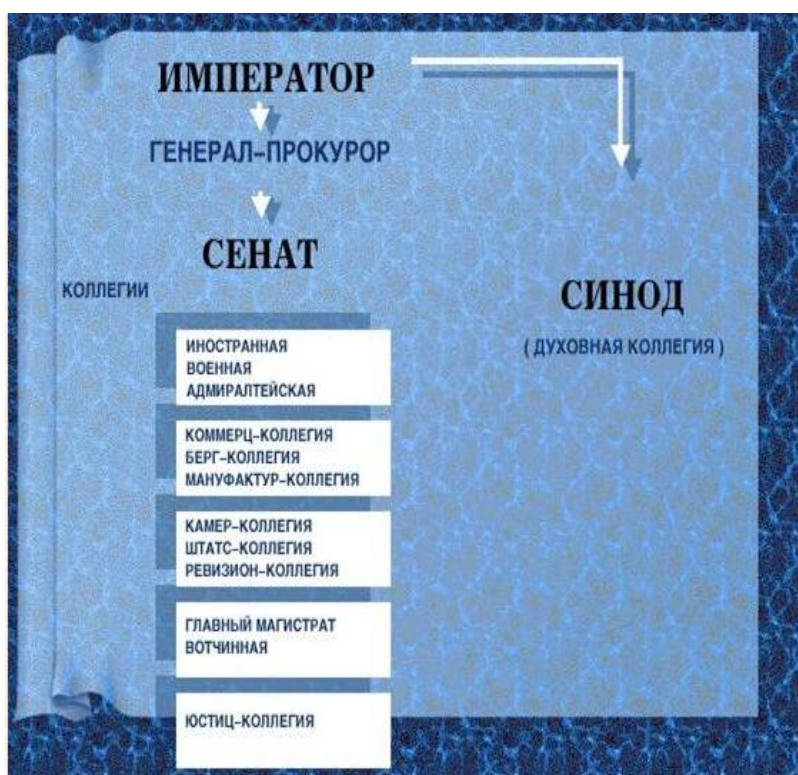 ИМПЕРАТОР
ГЕНЕРАЛ-ПРОКУРОР
СЕНАТ
КОЛЛЕГИИ
ИНОСТРАННАЯ
ВОЕННАЯ
АДМИРАЛТЕЙСКАЯ
КОММЕРЦ-КОЛЛЕГИЯ
БЕРГ-КОЛЛЕГИЯ
МАНУФАКТУР-КОЛЛЕГИЯ
КАМЕР-КОЛЛЕГИЯ
ШТАТС-КОЛЛЕГИЯ
РЕВИЗИОН-КОЛЛЕГИЯ
ГЛАВНЫЙ МАГИСТРАТ
ВОТЧИННАЯ
ЮСТИЦ-КОЛЛЕГИЯ
СИНОД
( ДУХОВНАЯ КОЛЛЕГИЯ )